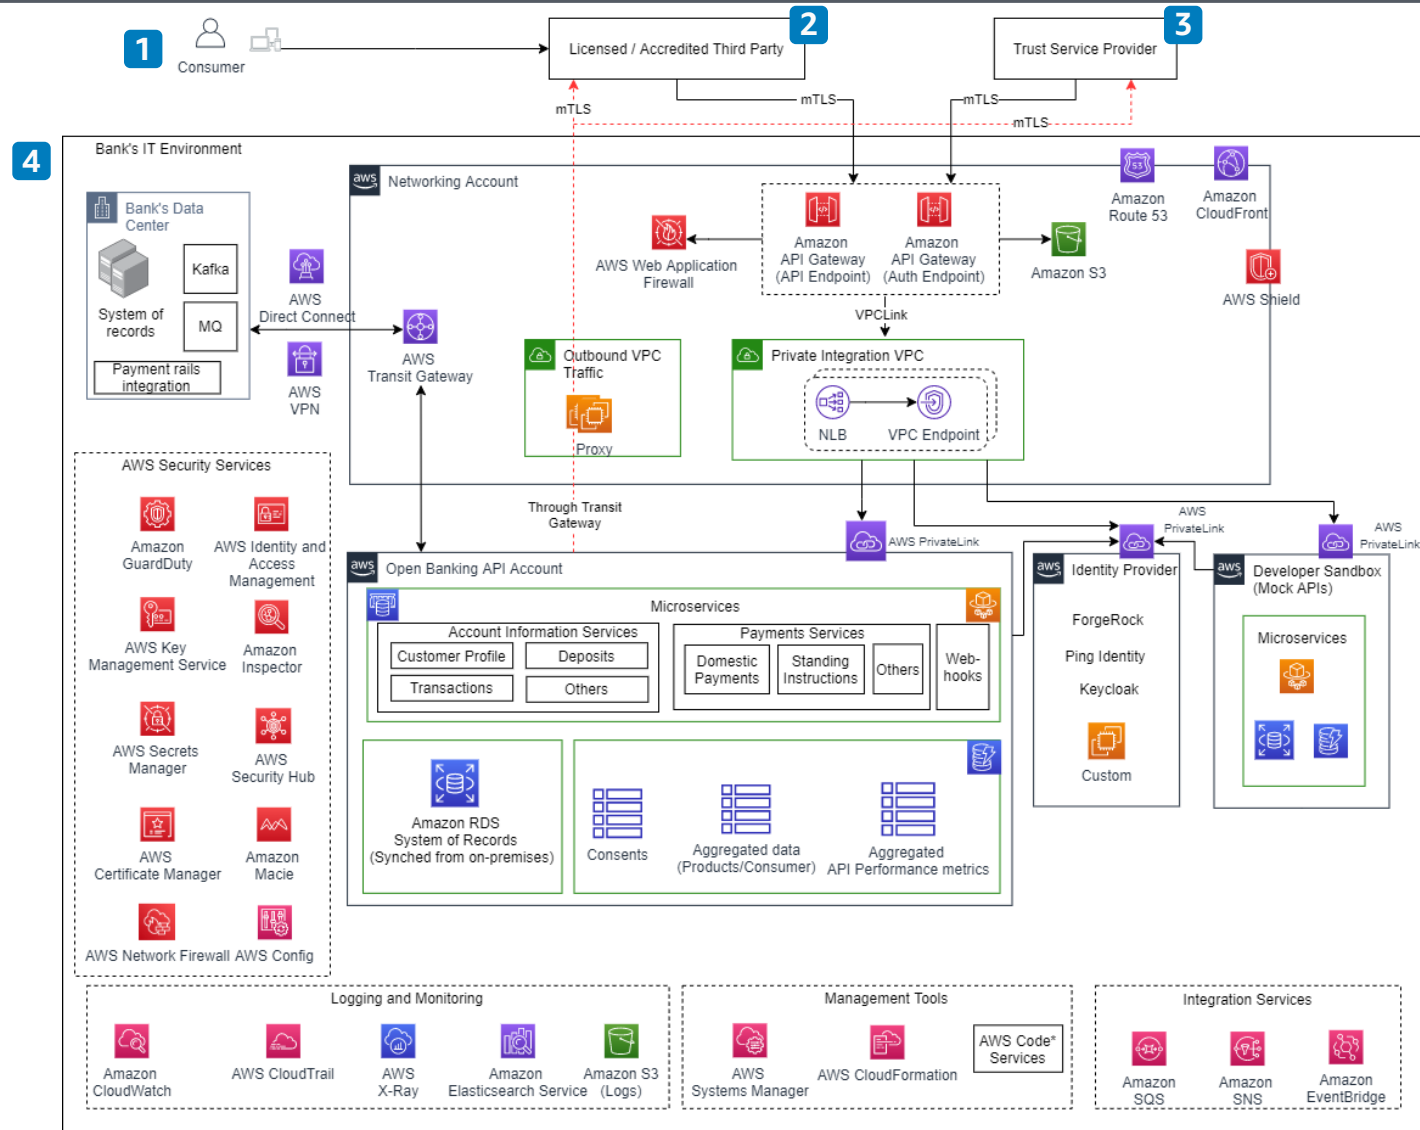 1
Consumer
Licensed / Accredited Third Party
2
Trust Service Provider
3
mTLS
mTLS
mTLS
mTLS
4
Bank's IT Environment
aws
Networking Account
Bank's Data
Center
System of
records
Kafka
MQ
Payment rails
integration
AWS
Direct Connect
AWS
VPN
AWS
Transit Gateway
AWS Web Application
Firewall
Amazon
API Gateway
(API Endpoint)
Amazon
API Gateway
(Auth Endpoint)
Amazon S3
53
Amazon
Route 53
Amazon
CloudFront
AWS Shield
VPCLink
Outbound VPC
Traffic
Proxy
Private Integration VPC
NLB
VPC Endpoint
Through Transit
Gateway
AWS PrivateLink
AWS
PrivateLink
AWS
PrivateLink
AWS Security Services
Amazon
GuardDuty
AWS Identity and
Access
Management
AWS Key
Management Service
Amazon
Inspector
AWS Secrets
Manager
AWS
Security Hub
AWS
Certificate Manager
Amazon
Macie
AWS Network Firewall
AWS Config
aws
Open Banking API Account
Microservices
Account Information Services
Customer Profile
Deposits
Transactions
Others
Payments Services
Domestic
Payments
Standing
Instructions
Others
Web-
hooks
Amazon RDS
System of Records
(Synched from on-premises)
Consents
Aggregated data
(Products/Consumer)
Aggregated
API Performance metrics
aws
Identity Provider
ForgeRock
Ping Identity
Keycloak
Custom
aws
Developer Sandbox
(Mock APIs)
Microservices
Logging and Monitoring
Amazon
CloudWatch
AWS CloudTrail
AWS
X-Ray
Amazon
Elasticsearch Service
Amazon S3
(Logs)
Management Tools
AWS
Systems Manager
AWS CloudFormation
AWS Code*
Services
Integration Services
Amazon
SQS
Amazon
SNS
Amazon
EventBridge